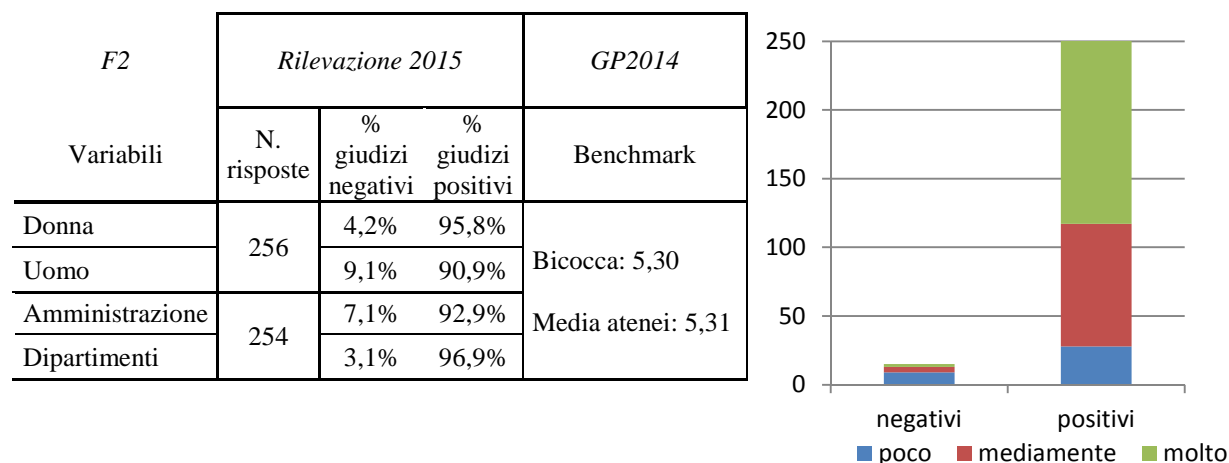 F2 Rilevazione 2015 GP2014
Variabili N. risposte % giudizi negativi % giudizi positivi Benchmark
Donna 256 4,2% 95,8% Bicocca: 5,30
Uomo 9,1% 90,9%
Amministrazione 254 7,1% 92,9% Media atenei: 5,31
Dipartimenti 3,1% 96,9%
250
200
150
100
50
0
negativi positivi
poco mediamente molto